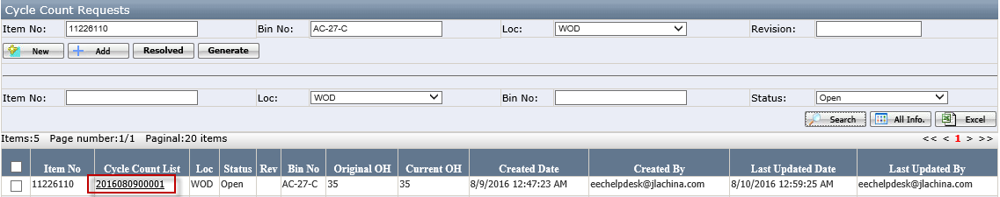 Cycle Count Requests
Item No: 11226110 Bin No: AC-27-C Loc: WOD Revision:
New Add Resolved Generate
Item No: Loc: WOD Bin No: Status: Open
Search All Info. Excel
Items:5 Page number:1/1 Paginal:20 items << < 1 > >>
Item No Cycle Count List Loc Status Rev Bin No Original OH Current OH Created Date Created By Last Updated Date Last Updated By
11226110 2016080900001 WOD Open AC-27-C 35 35 8/9/2016 12:47:23 AM eechelpdesk@jlachina.com 8/10/2016 12:59:25 AM eechelpdesk@jlachina.com